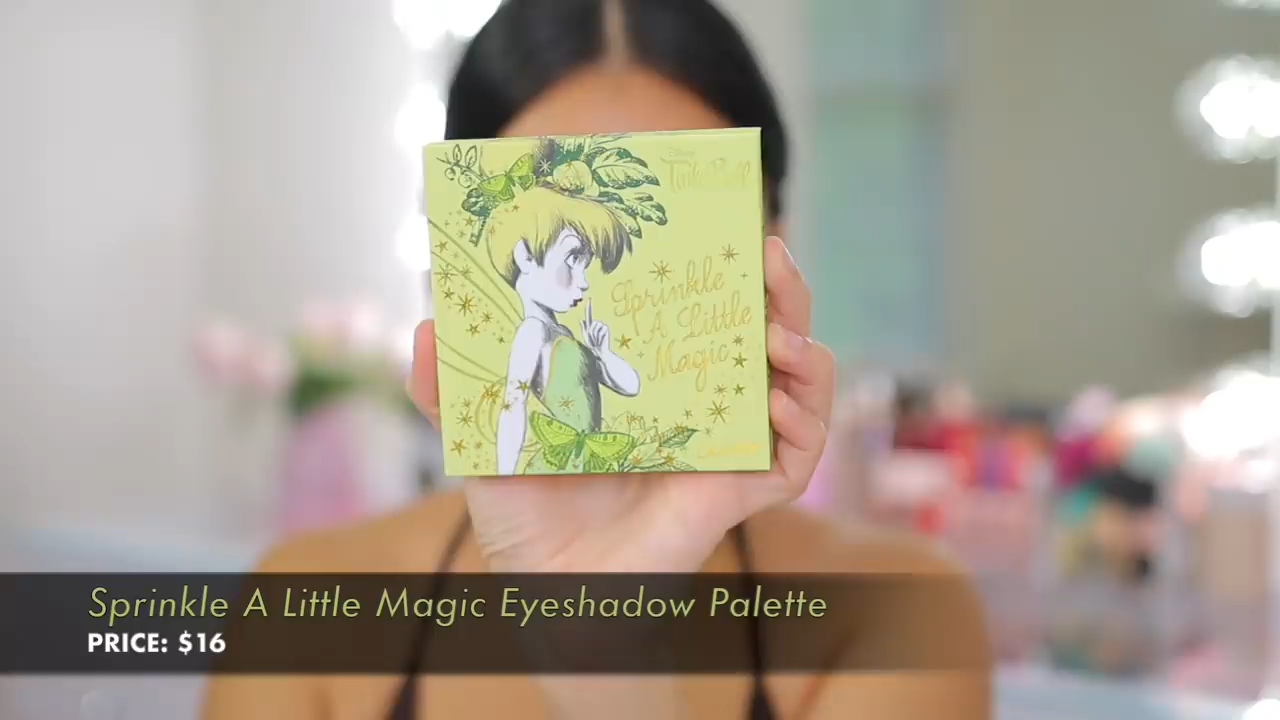 Disney
Tinker Bell
Sprinkle
A Little
Magic
Sprinkle A Little Magic Eyeshadow Palette
PRICE: $16